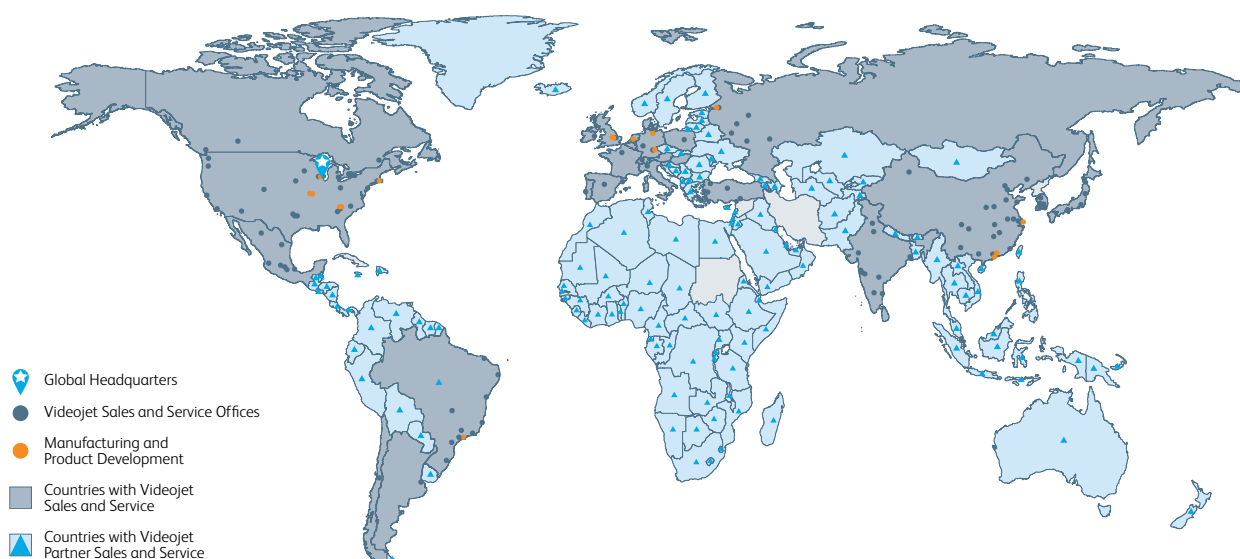 Global Headquarters
Videojet Sales and Service Offices
Manufacturing and
Product Development
Countries with Videojet
Sales and Service
Countries with Videojet
Partner Sales and Service